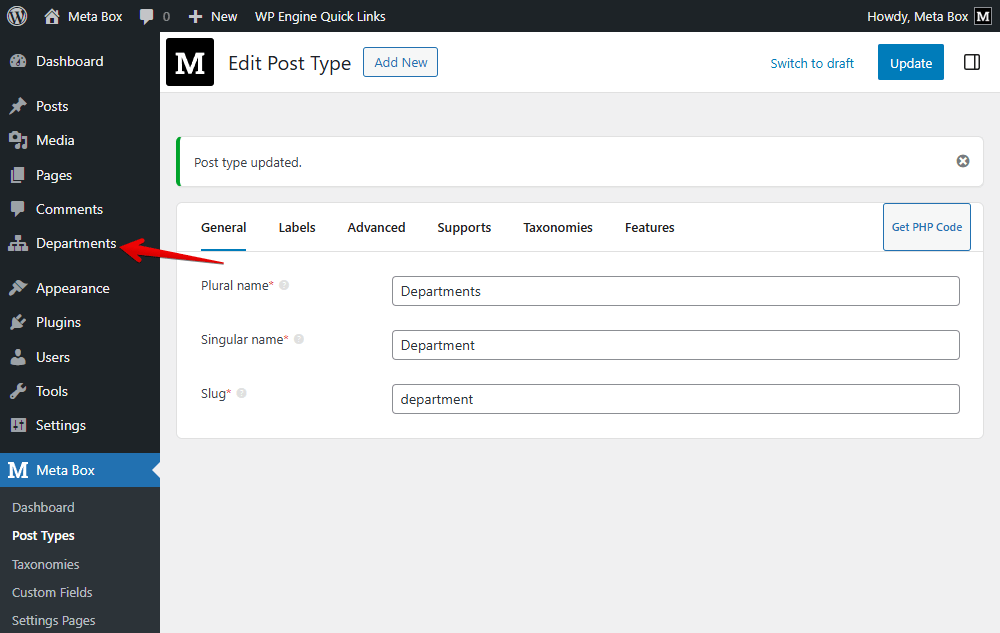 Meta Box 0 New WP Engine Quick Links Howdy, Meta Box M
Dashboard
Posts
Media
Pages
Comments
Departments
Appearance
Plugins
Users
Tools
Settings
M Meta Box
Dashboard
Post Types
Taxonomies
Custom Fields
Settings Pages
M Edit Post Type Add New Switch to draft Update
Post type updated.
General Labels Advanced Supports Taxonomies Features Get PHP Code
Plural name* ? Departments
Singular name* ? Department
Slug* ? department